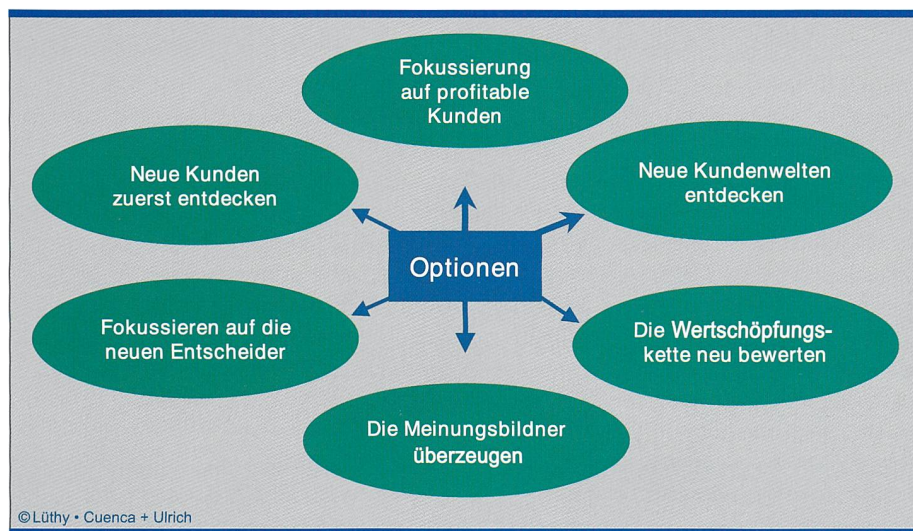 Fokussierung
auf profitable
Kunden
Neue Kunden
zuerst entdecken
Neue Kundenwelten
entdecken
Optionen
Fokussieren auf die
neuen Entscheider
Die Wertschöpfungs-
kette neu bewerten
Die Meinungsbildner
überzeugen
© Lüthy • Cuenca + Ulrich